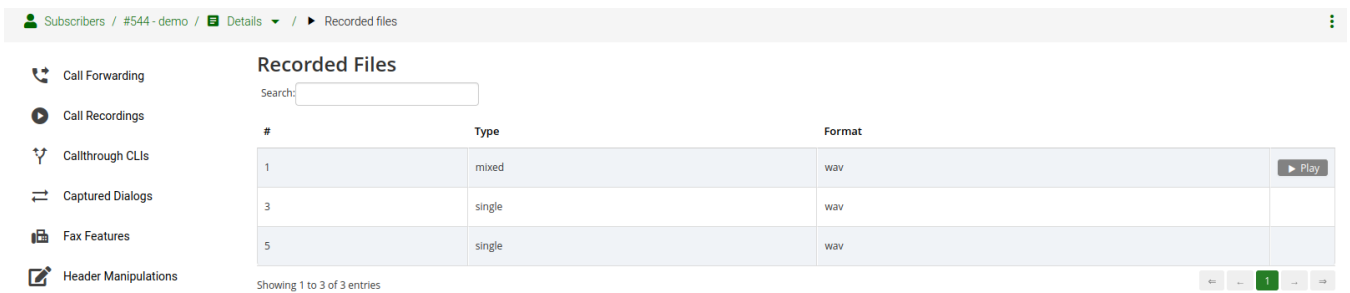 Subscribers / #544 - demo / Details / Recorded files
Call Forwarding
Call Recordings
Callthrough CLIs
Captured Dialogs
Fax Features
Header Manipulations
Recorded Files
Search:
# Type Format
1 mixed wav Play
3 single wav
5 single wav
Showing 1 to 3 of 3 entries
⇐ ← 1 → ⇒